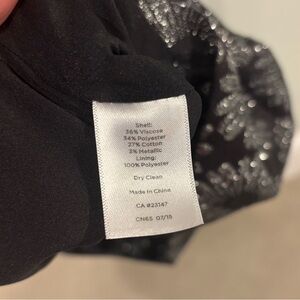 Shell:
36% Viscose
34% Polyester
27% Cotton
3% Metallic
Lining:
100% Polyester
Dry Clean
Made in China
CA #23147
CN65 07/18